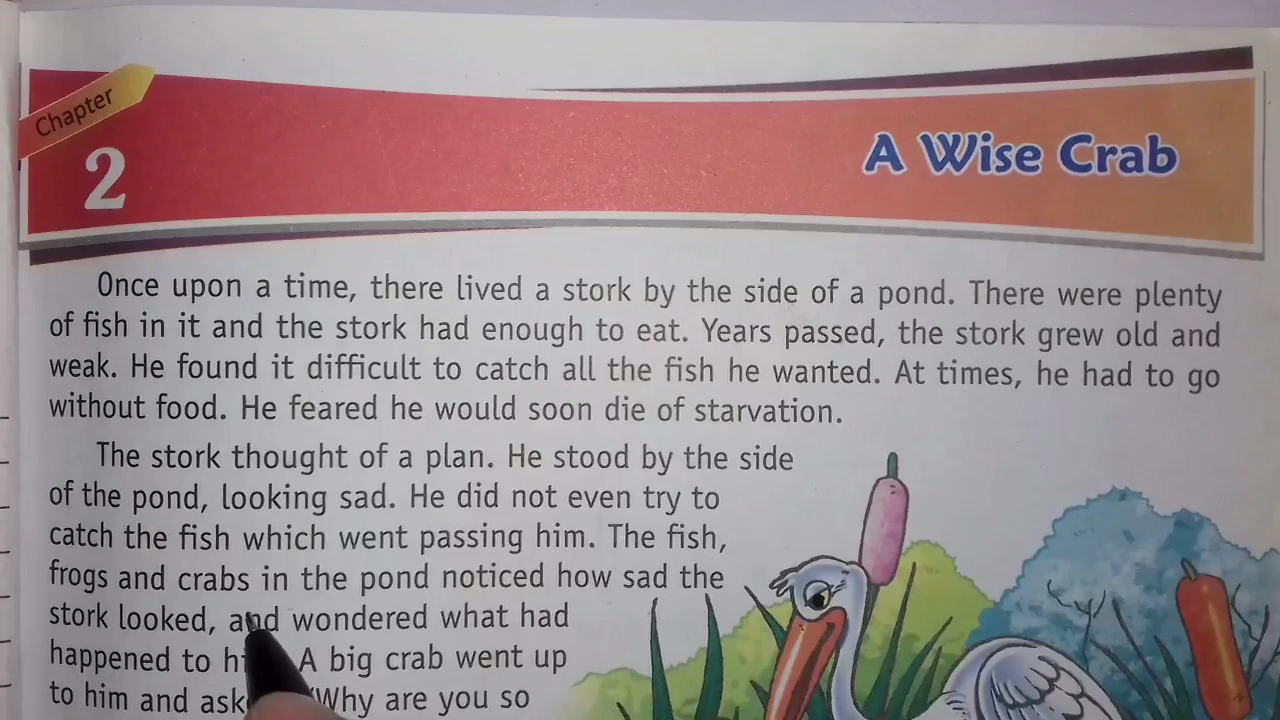 Chapter
2
A Wise Crab
Once upon a time, there lived a stork by the side of a pond. There were plenty
of fish in it and the stork had enough to eat. Years passed, the stork grew old and
weak. He found it difficult to catch all the fish he wanted. At times, he had to go
without food. He feared he would soon die of starvation.
The stork thought of a plan. He stood by the side
of the pond, looking sad. He did not even try to
catch the fish which went passing him. The fish,
frogs and crabs in the pond noticed how sad the
stork looked, and wondered what had
happened to A big crab went up
to him and Why are you so